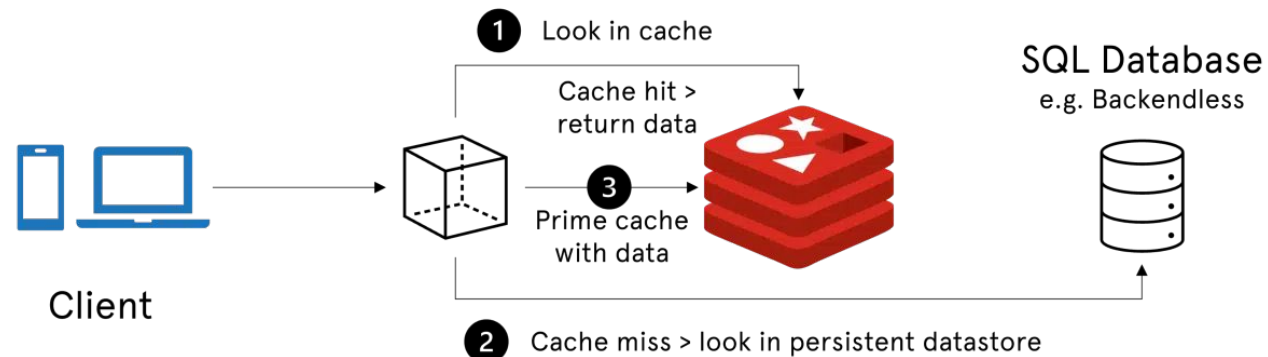 1 Look in cache
Cache hit >
return data
SQL Database
e.g. Backendless
3
Prime cache
with data
Client
2 Cache miss > look in persistent datastore